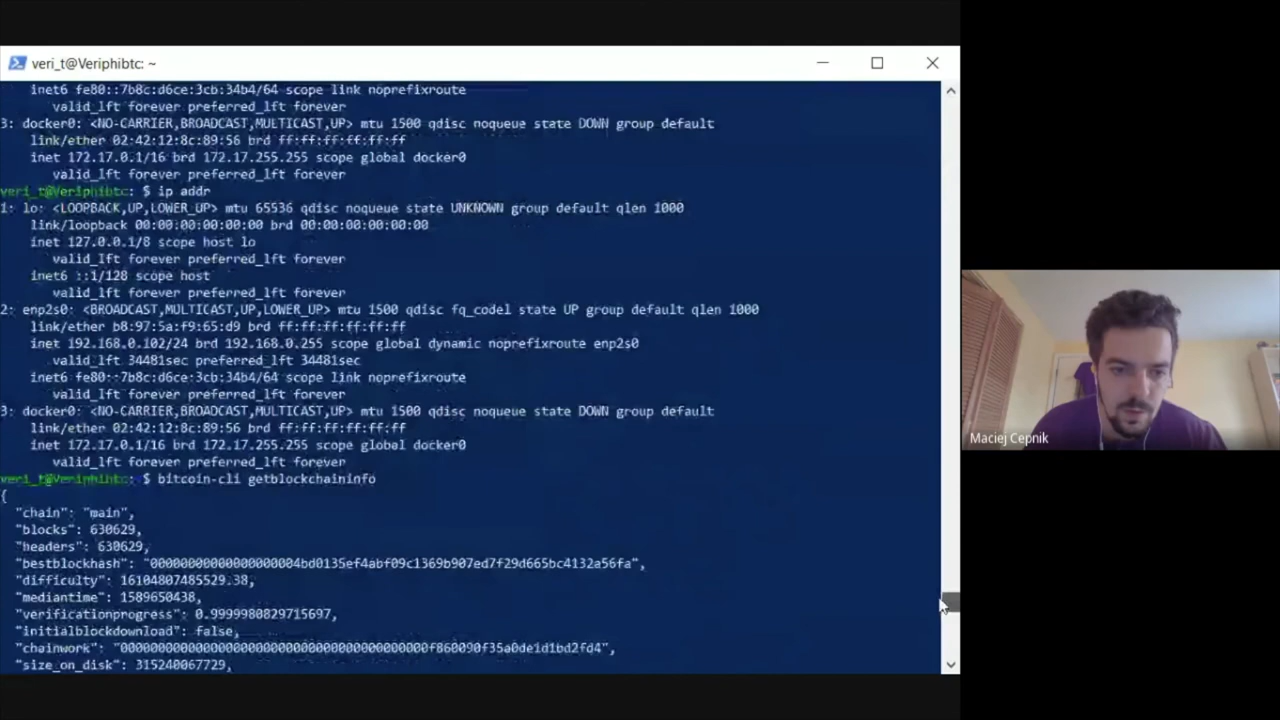 veri_t@Veriphibtc: ~
inet6 fe80::7b8c:d6ce:3cb:34b4/64 scope link noprefixroute
valid_lft forever preferred_lft forever
3: docker0: <NO-CARRIER,BROADCAST,MULTICAST,UP> mtu 1500 qdisc noqueue state DOWN group default
link/ether 02:42:12:8c:89:56 brd ff:ff:ff:ff:ff:ff
inet 172.17.0.1/16 brd 172.17.255.255 scope global docker0
valid_lft forever preferred_lft forever
veri_t@Veriphibtc: $ ip addr
1: lo: <LOOPBACK,UP,LOWER_UP> mtu 65536 qdisc noqueue state UNKNOWN group default qlen 1000
link/loopback 00:00:00:00:00:00 brd 00:00:00:00:00:00
inet 127.0.0.1/8 scope host lo
valid_lft forever preferred_lft forever
inet6 ::1/128 scope host
valid_lft forever preferred_lft forever
2: enp2s0: <BROADCAST,MULTICAST,UP,LOWER_UP> mtu 1500 qdisc fq_codel state UP group default qlen 1000
link/ether b8:97:5a:f9:65:d9 brd ff:ff:ff:ff:ff:ff
inet 192.168.0.102/24 brd 192.168.0.255 scope global dynamic noprefixroute enp2s0
valid_lft 34481sec preferred_lft 34481sec
inet6 fe80::7b8c:d6ce:3cb:34b4/64 scope link noprefixroute
valid_lft forever preferred_lft forever
3: docker0: <NO-CARRIER,BROADCAST,MULTICAST,UP> mtu 1500 qdisc noqueue state DOWN group default
link/ether 02:42:12:8c:89:56 brd ff:ff:ff:ff:ff:ff
inet 172.17.0.1/16 brd 172.17.255.255 scope global docker0
valid_lft forever preferred_lft forever
veri_t@Veriphibtc: $ bitcoin-cli getblockchaininfo
{
"chain": "main",
"blocks": 630629,
"headers": 630629,
"bestblockhash": "00000000000000000004bd0135ef4abf09c1369b907ed7f29d665bc4132a56fa",
"difficulty": 16104807485529.38,
"mediantime": 1589650438,
"verificationprogress": 0.9999980829715697,
"initialblockdownload": false,
"chainwork": "00000000000000000000000000000000000000000f860090f35a0de1d1bd2fd4",
"size_on_disk": 315240067729,
Maciej Cepnik